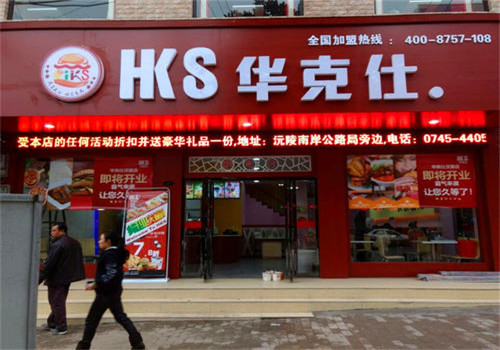 全国加盟热线：400-8757-108
HKS
HKS 华克仕.
受本店的任何活动折扣并送豪华礼品一份,地址：沅陵南岸公路局旁边,电话：0745-4405
即将开业
让您久等了！
即将开业
让您久等了！
7